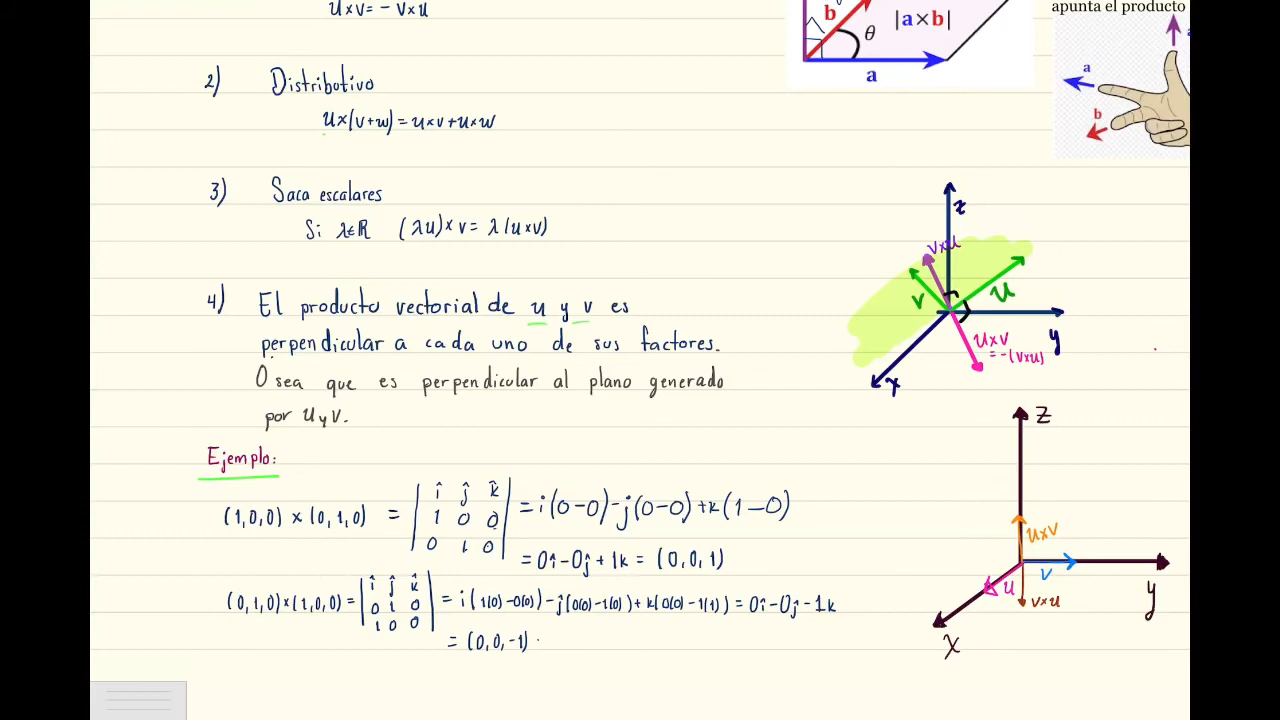 u×v = - v×u
2) Distributivo
u×(v+w) = u×v+u×w
3) Saca escalares
Si λ∈ℝ (λu)×v = λ(u×v)
4) El producto vectorial de u y v es
perpendicular a cada uno de sus factores.
O sea que es perpendicular al plano generado
por u y v.
Ejemplo:
(1,0,0) × (0,1,0) = | î ĵ k̂ | = i(0-0) - j(0-0) + k(1-0)
1 0 0
0 1 0
= 0î - 0ĵ + 1k = (0,0,1)
(0,1,0)×(1,0,0) = | î ĵ k̂ | = i(1(0)-0(0)) - j(0(0)-1(0)) + k(0(0)-1(1)) = 0î - 0ĵ - 1k
0 1 0
1 0 0
= (0,0,-1)
b
θ
|a×b|
a
apunta el producto
a
a
b
z
v×u
v
u
y
u×v
= -(v×u)
x
z
u×v
v
u
v×u
y
x